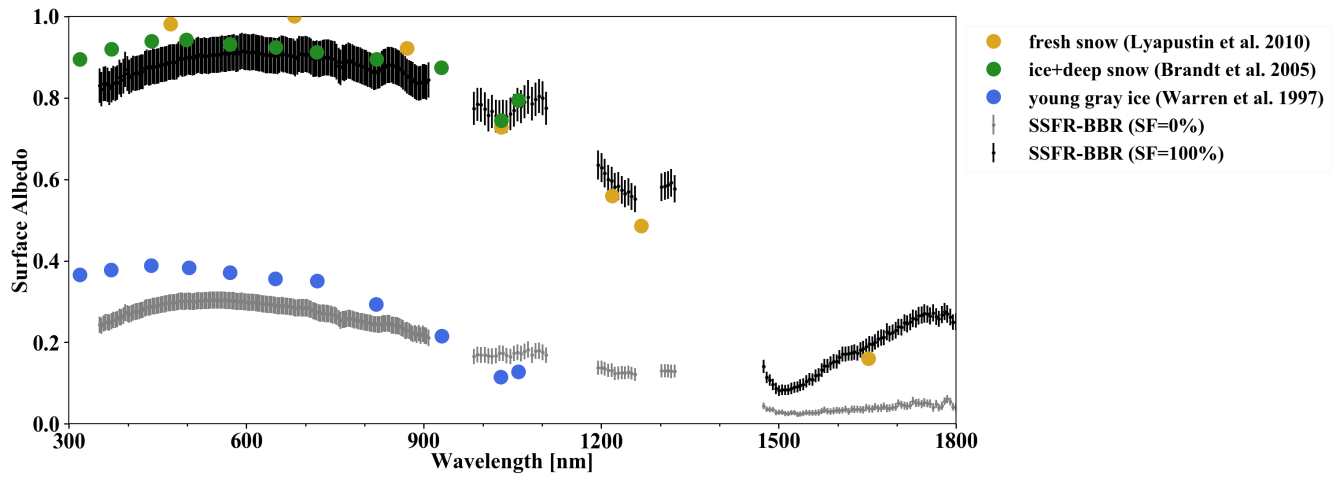 1.0
0.8
0.6
0.4
0.2
0.0
Surface Albedo
300 600 900 1200 1500 1800
Wavelength [nm]
fresh snow (Lyapustin et al. 2010)
ice+deep snow (Brandt et al. 2005)
young gray ice (Warren et al. 1997)
SSFR-BBR (SF=0%)
SSFR-BBR (SF=100%)